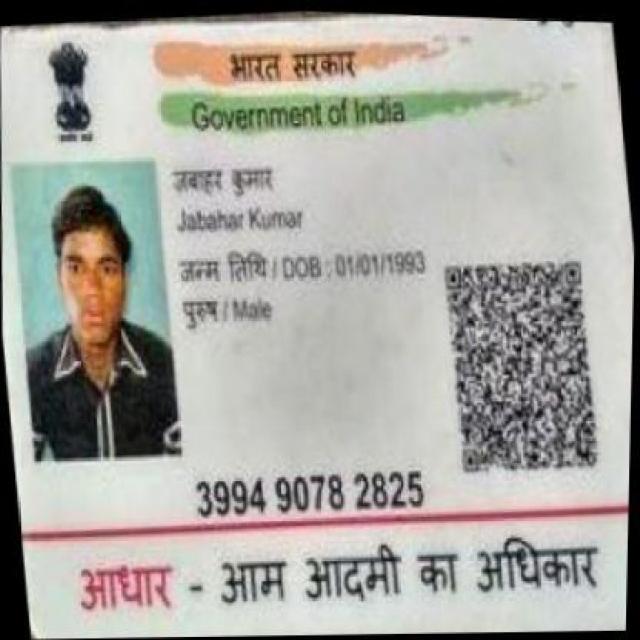 भारत सरकार
Government of India
जबाहर कुमार
Jabahar Kumar
जन्म तिथि / DOB : 01/01/1993
पुरुष / Male
3994 9078 2825
आधार - आम आदमी का अधिकार